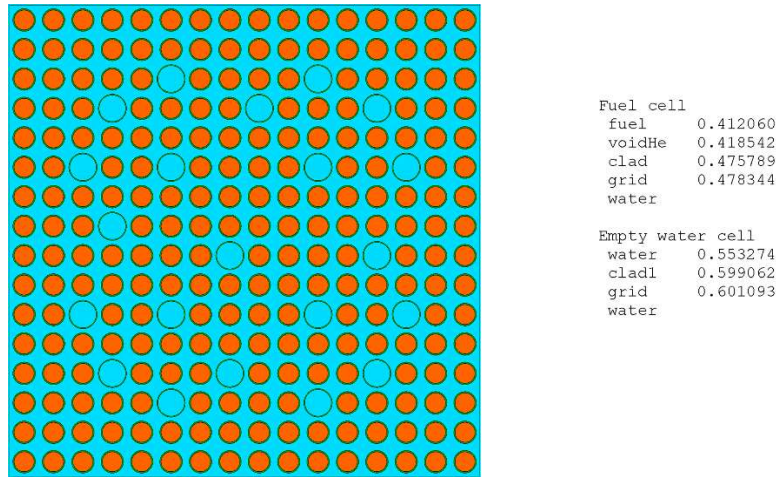 Fuel cell
fuel 0.412060
voidHe 0.418542
clad 0.475789
grid 0.478344
water
Empty water cell
water 0.553274
clad1 0.599062
grid 0.601093
water